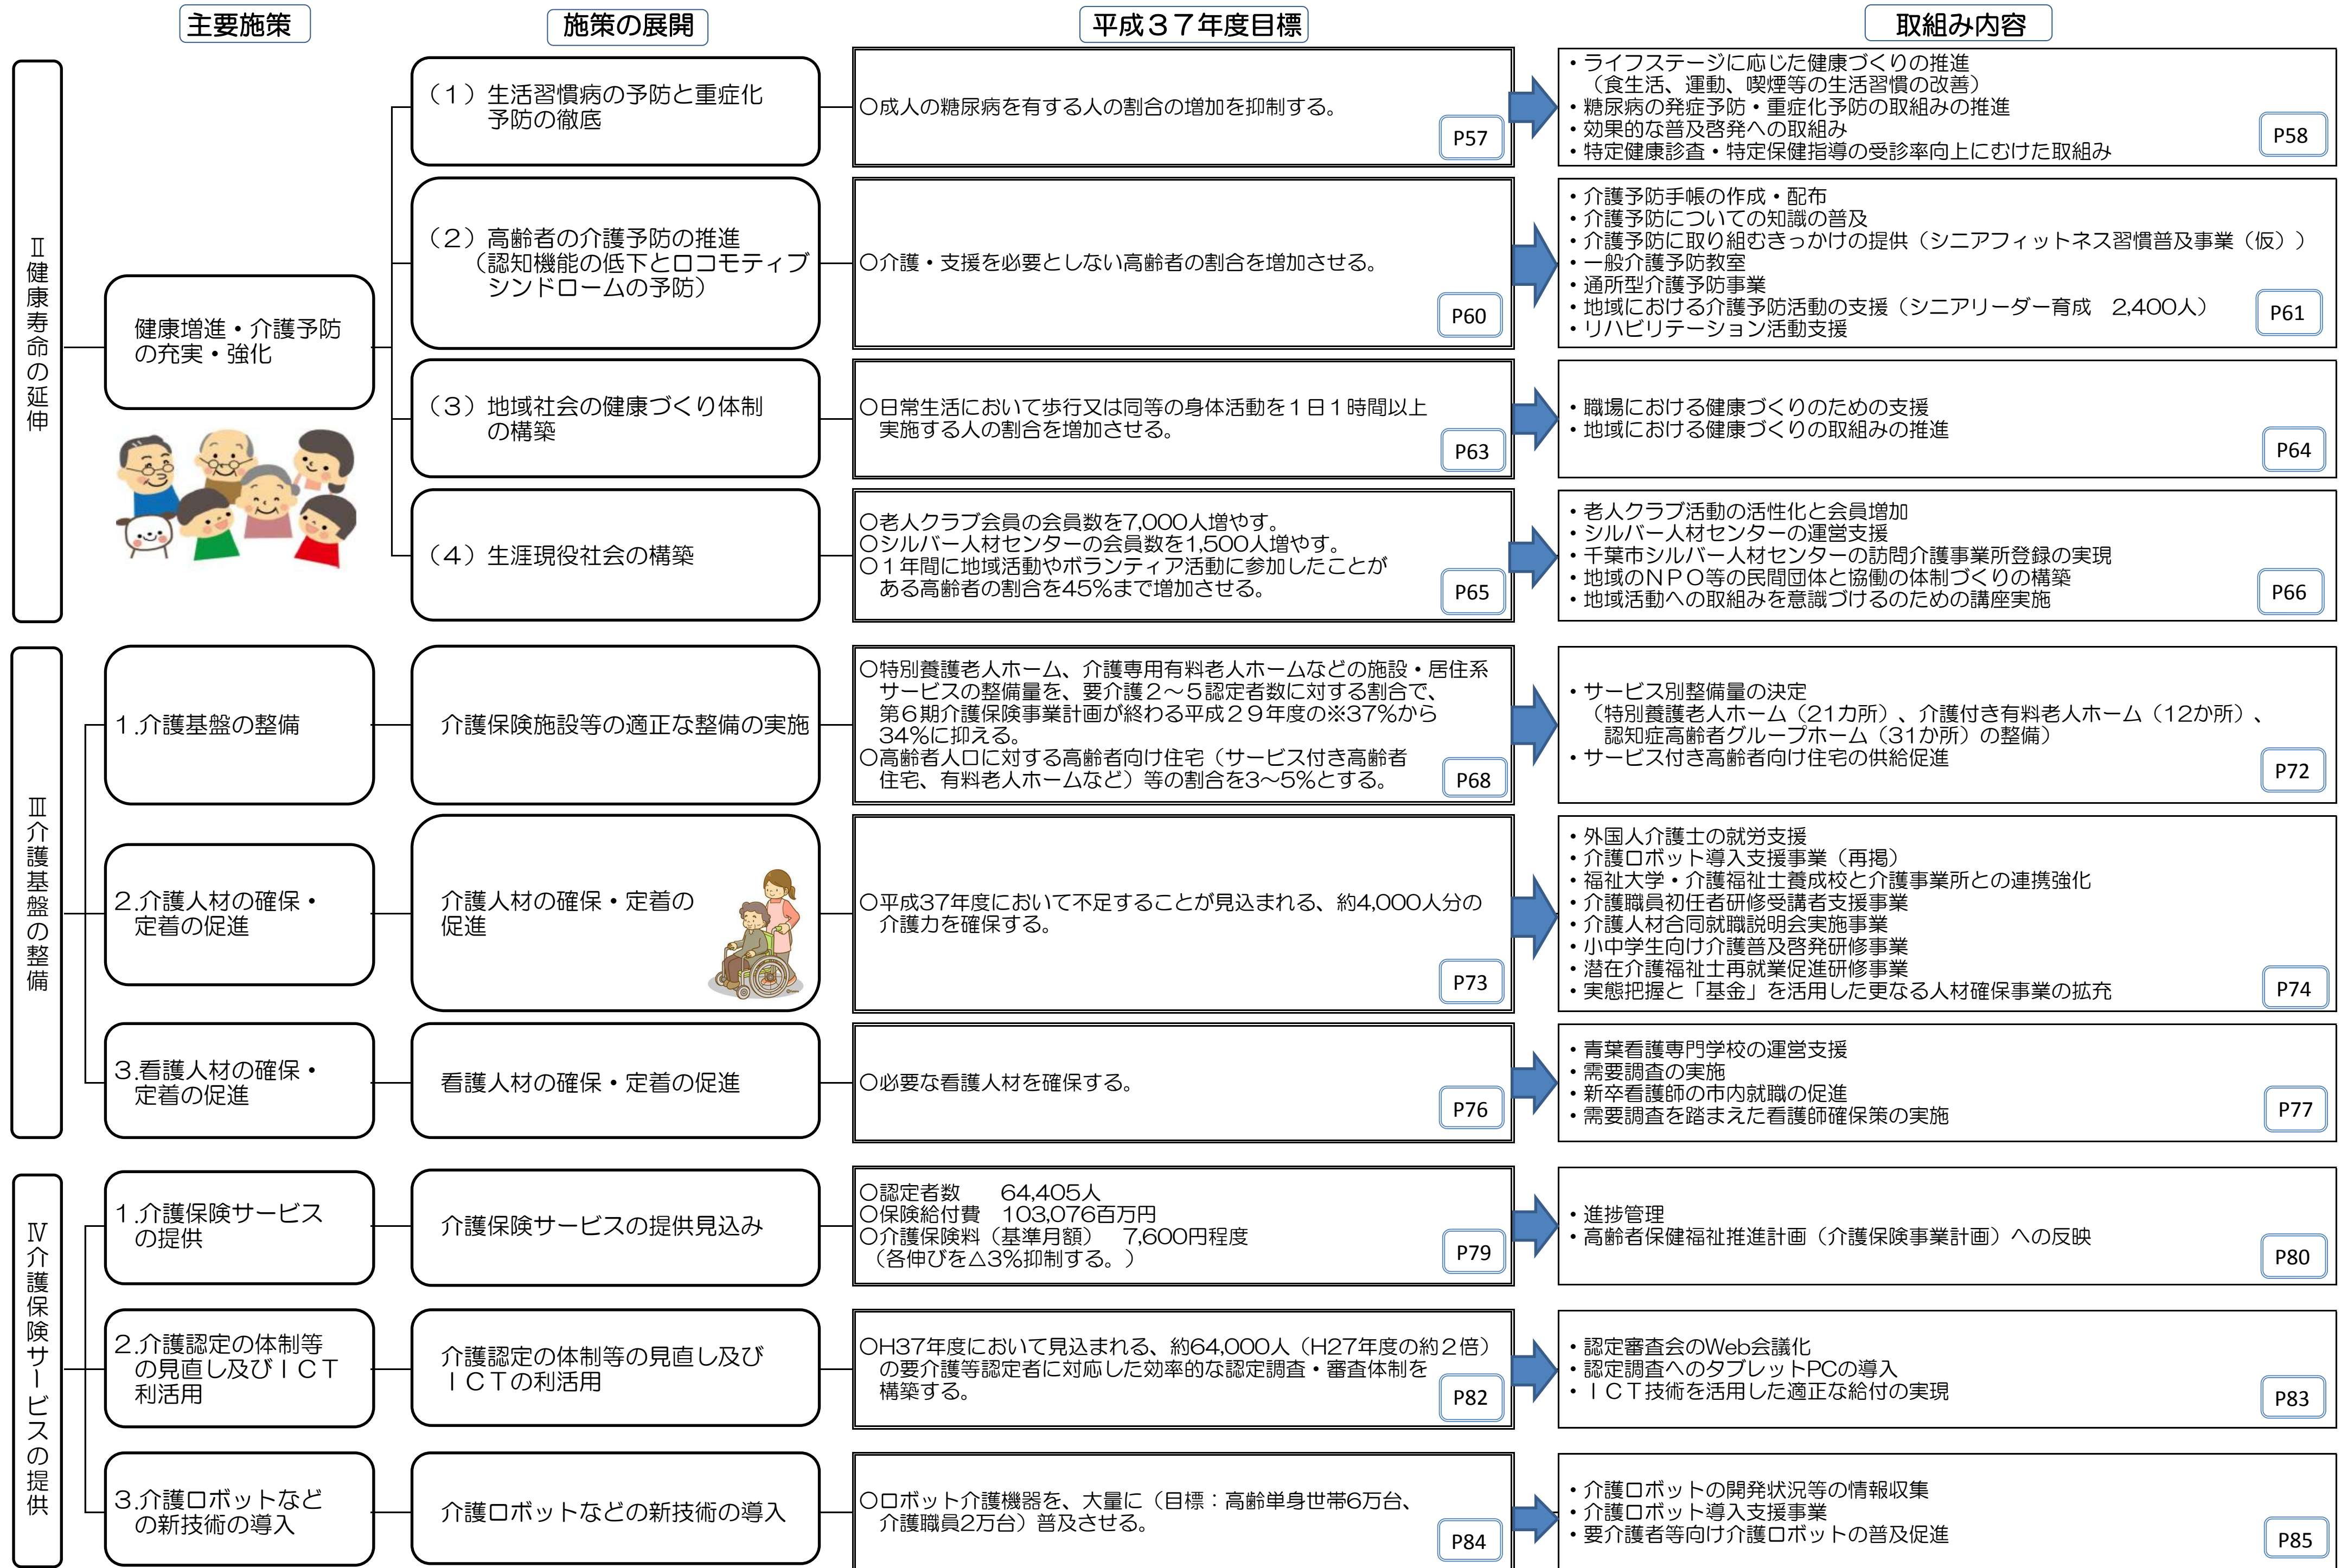 主要施策
施策の展開
平成３７年度目標
取組み内容
Ⅱ健康寿命の延伸
健康増進・介護予防
の充実・強化
（１）生活習慣病の予防と重症化
予防の徹底
○成人の糖尿病を有する人の割合の増加を抑制する。
P57
・ライフステージに応じた健康づくりの推進
（食生活、運動、喫煙等の生活習慣の改善）
・糖尿病の発症予防・重症化予防の取組みの推進
・効果的な普及啓発への取組み
・特定健康診査・特定保健指導の受診率向上にむけた取組み
P58
（２）高齢者の介護予防の推進
（認知機能の低下とロコモティブ
シンドロームの予防）
○介護・支援を必要としない高齢者の割合を増加させる。
P60
・介護予防手帳の作成・配布
・介護予防についての知識の普及
・介護予防に取り組むきっかけの提供（シニアフィットネス習慣普及事業（仮））
・一般介護予防教室
・通所型介護予防事業
・地域における介護予防活動の支援（シニアリーダー育成　2,400人）
・リハビリテーション活動支援
P61
（３）地域社会の健康づくり体制
の構築
○日常生活において歩行又は同等の身体活動を１日１時間以上
実施する人の割合を増加させる。
P63
・職場における健康づくりのための支援
・地域における健康づくりの取組みの推進
P64
（４）生涯現役社会の構築
○老人クラブ会員の会員数を7,000人増やす。
○シルバー人材センターの会員数を1,500人増やす。
○１年間に地域活動やボランティア活動に参加したことが
ある高齢者の割合を45％まで増加させる。
P65
・老人クラブ活動の活性化と会員増加
・シルバー人材センターの運営支援
・千葉市シルバー人材センターの訪問介護事業所登録の実現
・地域のＮＰＯ等の民間団体と協働の体制づくりの構築
・地域活動への取組みを意識づけるのための講座実施
P66
Ⅲ介護基盤の整備
１.介護基盤の整備
介護保険施設等の適正な整備の実施
○特別養護老人ホーム、介護専用有料老人ホームなどの施設・居住系
サービスの整備量を、要介護２～５認定者数に対する割合で、
第６期介護保険事業計画が終わる平成２９年度の※37％から
34％に抑える。
○高齢者人口に対する高齢者向け住宅（サービス付き高齢者
住宅、有料老人ホームなど）等の割合を3～5％とする。
P68
・サービス別整備量の決定
（特別養護老人ホーム（21カ所）、介護付き有料老人ホーム（12か所）、
認知症高齢者グループホーム（31か所）の整備）
・サービス付き高齢者向け住宅の供給促進
P72
２.介護人材の確保・
定着の促進
介護人材の確保・定着の
促進
○平成37年度において不足することが見込まれる、約4,000人分の
介護力を確保する。
P73
・外国人介護士の就労支援
・介護ロボット導入支援事業（再掲）
・福祉大学・介護福祉士養成校と介護事業所との連携強化
・介護職員初任者研修受講者支援事業
・介護人材合同就職説明会実施事業
・小中学生向け介護普及啓発研修事業
・潜在介護福祉士再就業促進研修事業
・実態把握と「基金」を活用した更なる人材確保事業の拡充
P74
３.看護人材の確保・
定着の促進
看護人材の確保・定着の促進
○必要な看護人材を確保する。
P76
・青葉看護専門学校の運営支援
・需要調査の実施
・新卒看護師の市内就職の促進
・需要調査を踏まえた看護師確保策の実施
P77
Ⅳ介護保険サービスの提供
１.介護保険サービス
の提供
介護保険サービスの提供見込み
○認定者数　　64,405人
○保険給付費　103,076百万円
○介護保険料（基準月額）　7,600円程度
（各伸びを△3％抑制する。）
P79
・進捗管理
・高齢者保健福祉推進計画（介護保険事業計画）への反映
P80
２.介護認定の体制等
の見直し及びＩＣＴ
利活用
介護認定の体制等の見直し及び
ＩＣＴの利活用
○H37年度において見込まれる、約64,000人（H27年度の約２倍）
の要介護等認定者に対応した効率的な認定調査・審査体制を
構築する。
P82
・認定審査会のWeb会議化
・認定調査へのタブレットPCの導入
・ＩＣＴ技術を活用した適正な給付の実現
P83
３.介護ロボットなど
の新技術の導入
介護ロボットなどの新技術の導入
○ロボット介護機器を、大量に（目標：高齢単身世帯6万台、
介護職員2万台）普及させる。
P84
・介護ロボットの開発状況等の情報収集
・介護ロボット導入支援事業
・要介護者等向け介護ロボットの普及促進
P85